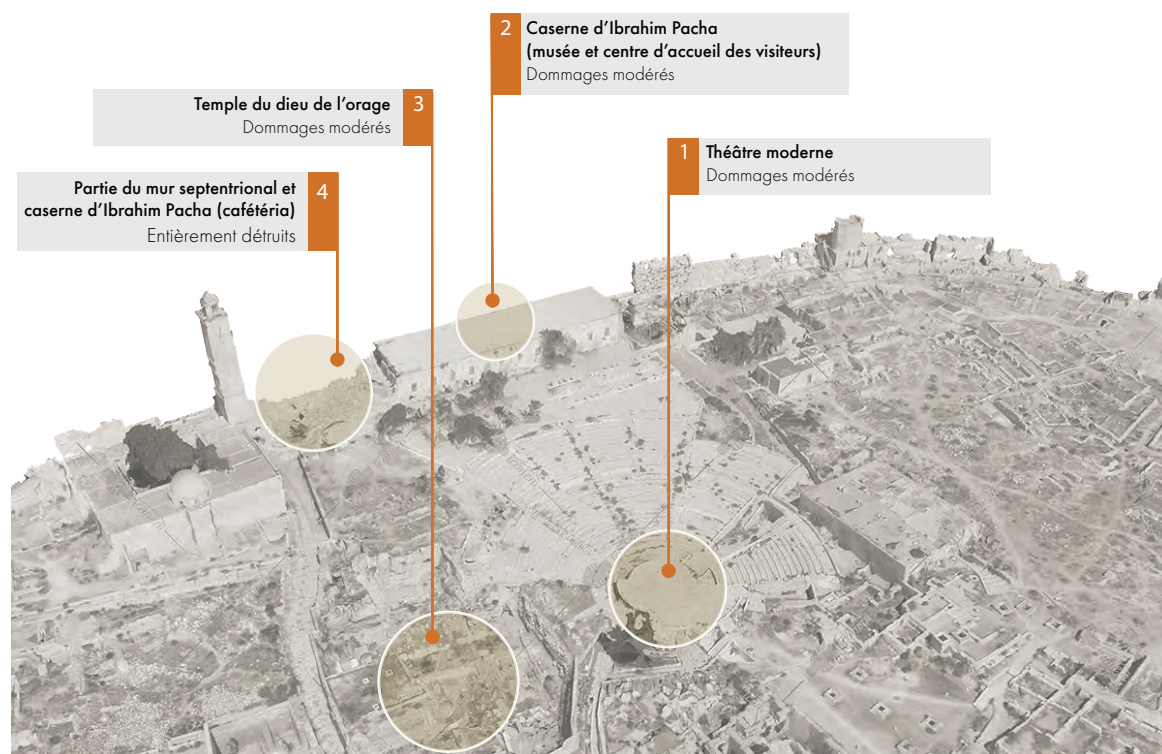 2
Caserne d’Ibrahim Pacha
(musée et centre d’accueil des visiteurs)
Dommages modérés
Temple du dieu de l’orage
3
Dommages modérés
1
Théâtre moderne
Dommages modérés
Partie du mur septentrional et
4
caserne d’Ibrahim Pacha (cafétéria)
Entièrement détruits